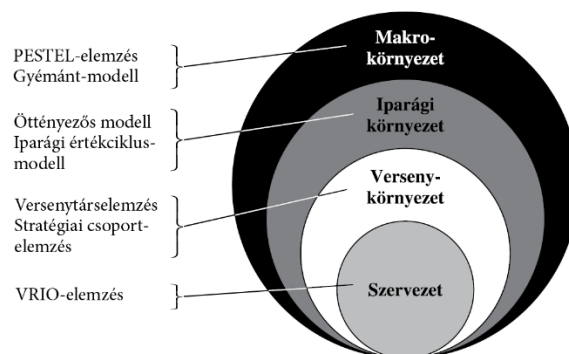 PESTEL-elemzés
Gyémánt-modell
Makro-
környezet
Öttényezős modell
Iparági értékciklus-
modell
Iparági
környezet
Versenytárselemzés
Stratégiai csoport-
elemzés
Verseny-
környezet
VRIO-elemzés
Szervezet